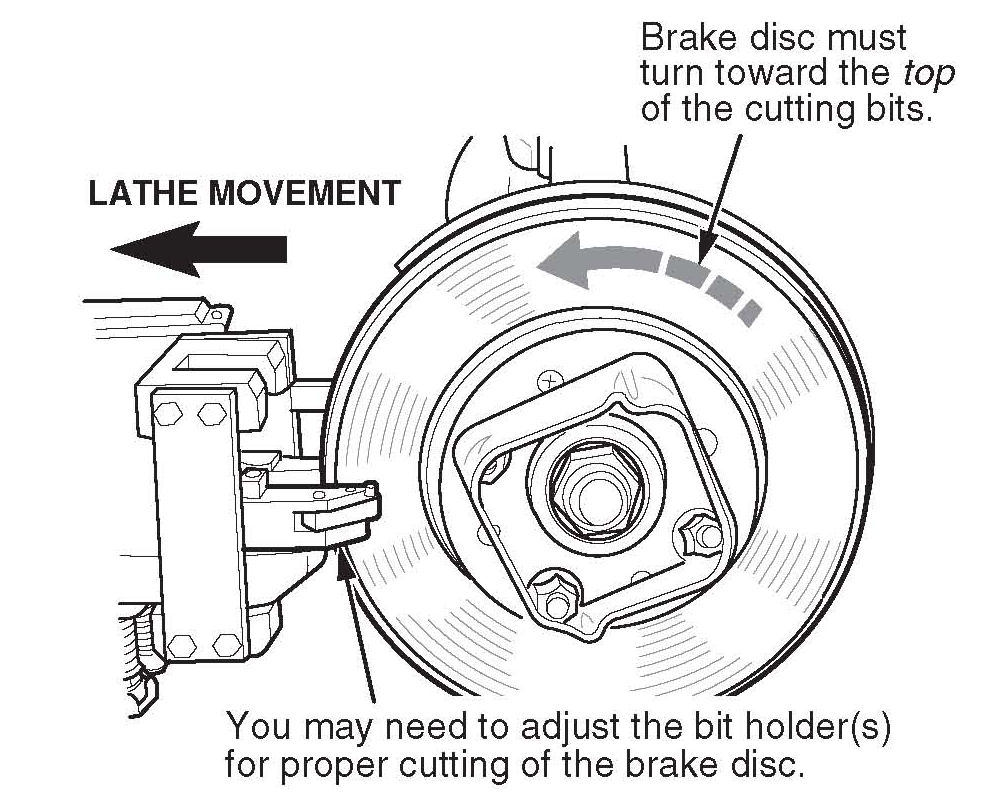 Brake disc must
turn toward the top
of the cutting bits.
LATHE MOVEMENT
You may need to adjust the bit holder(s)
for proper cutting of the brake disc.